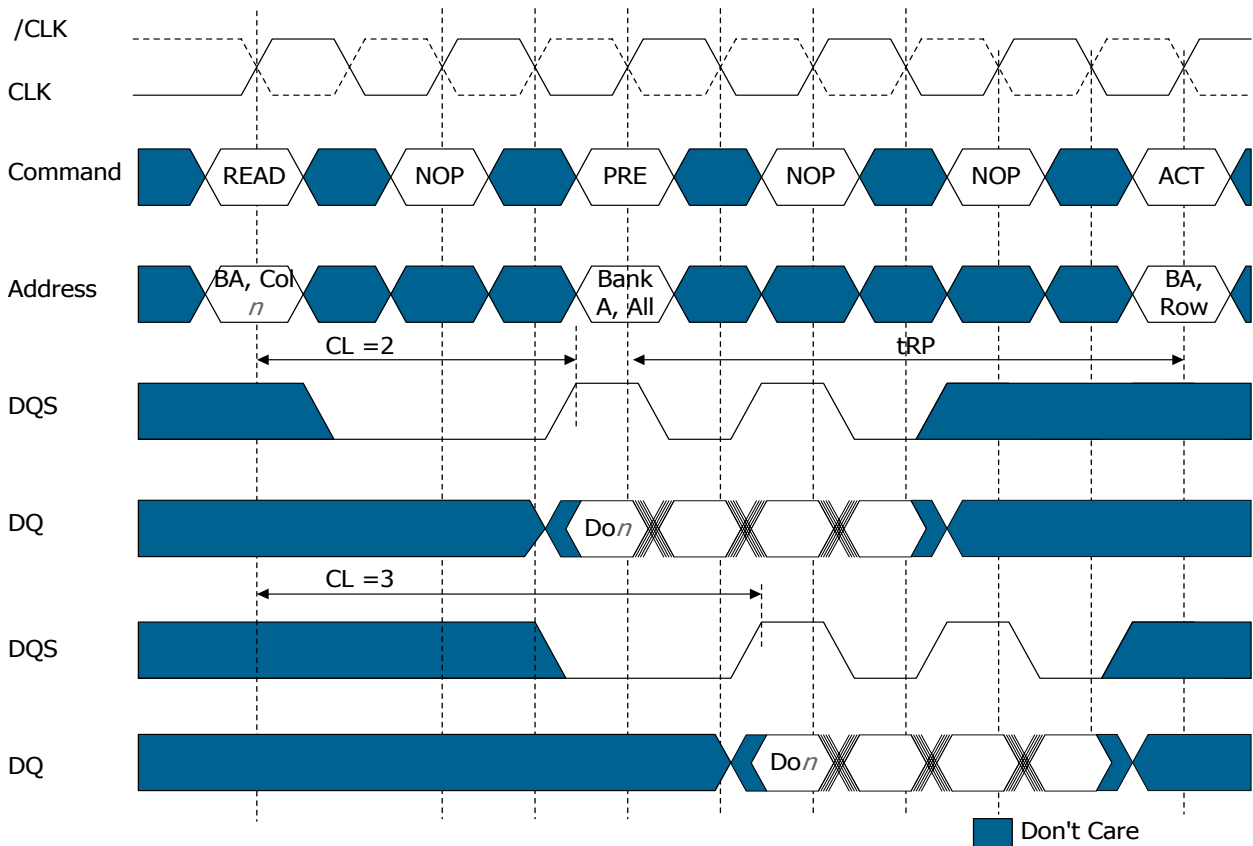 /CLK
CLK
Command
READ
NOP
PRE
NOP
NOP
ACT
Address
BA, Col
n
Bank
A, All
BA,
Row
CL =2
tRP
DQS
DQ
Don
CL =3
DQS
DQ
Don
Don't Care